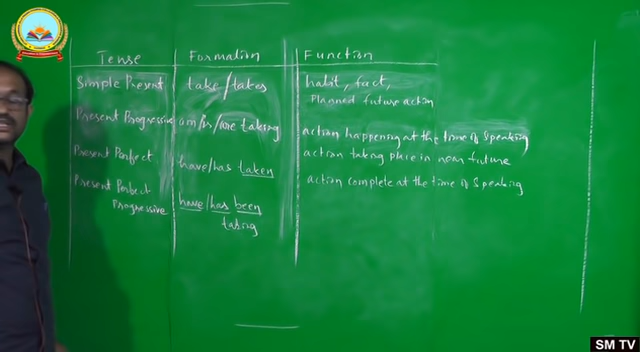 Tense Formation Function
Simple Present take/takes habit, fact,
Planned future action
Present Progressive am/is/are taking action happening at the time of speaking
Present Perfect have/has taken action taking place in near future
Present Perfect action complete at the time of speaking
Progressive have/has been
taking
SM TV